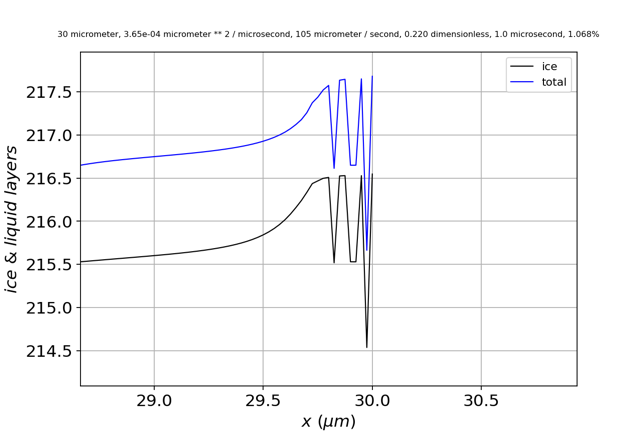 30 micrometer, 3.65e-04 micrometer ** 2 / microsecond, 105 micrometer / second, 0.220 dimensionless, 1.0 microsecond, 1.068%
ice
total
217.5
217.0
216.5
216.0
215.5
215.0
214.5
ice & liquid layers
29.0 29.5 30.0 30.5
x (μm)